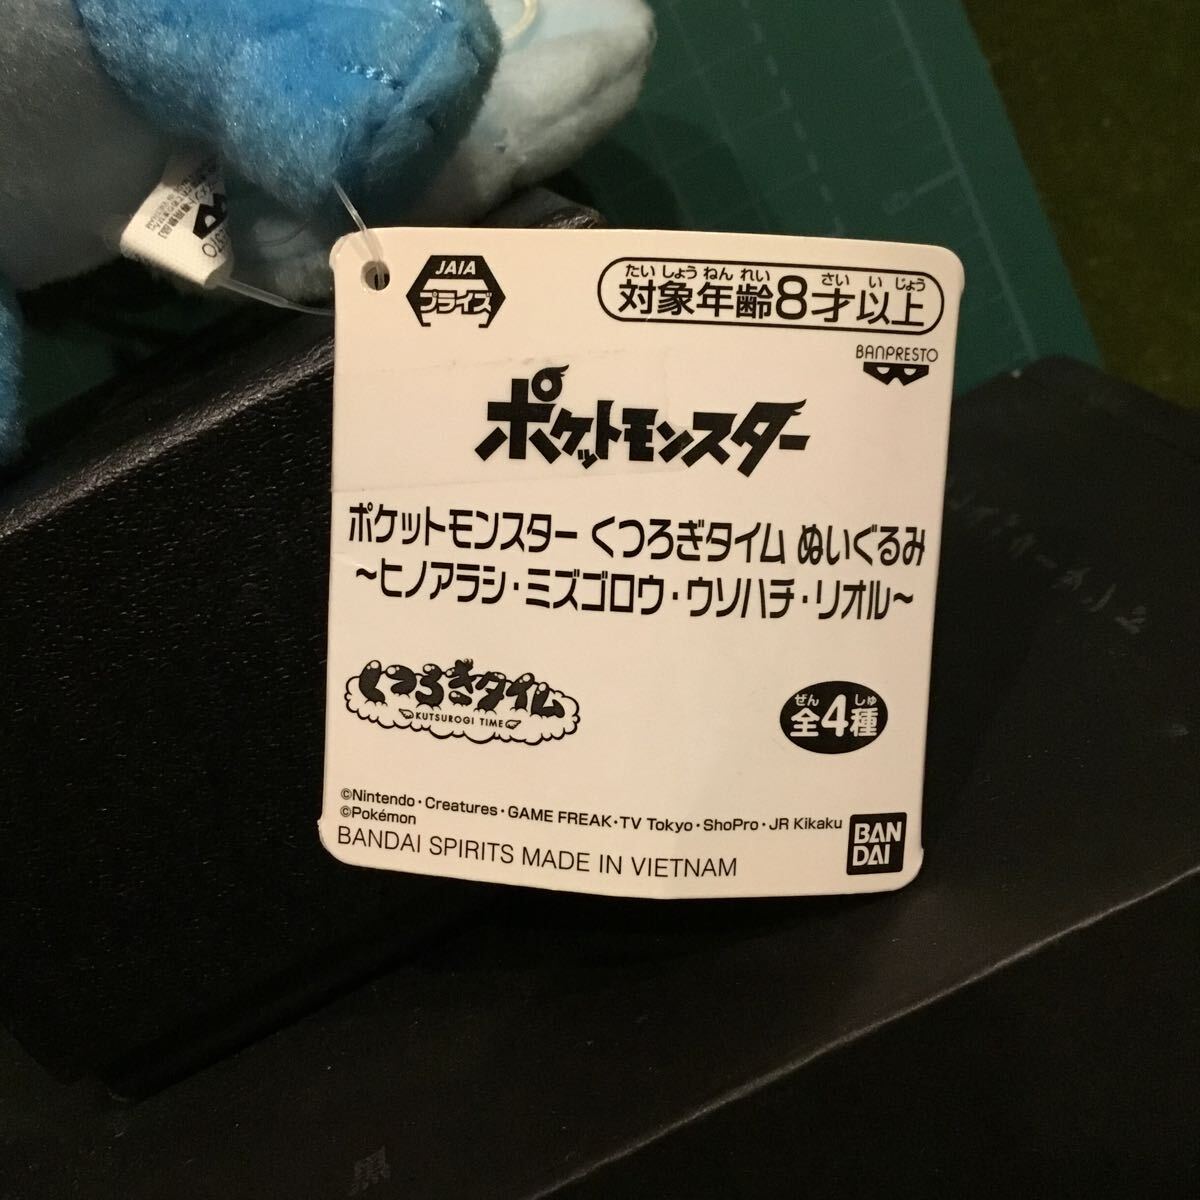 JAIA
プライズ
たいしょうねんれい さいいじょう
対象年齢8才以上
BANPRESTO
ポケットモンスター
ポケットモンスター くつろぎタイム ぬいぐるみ
~ヒノアラシ・ミズゴロウ・ウソハチ・リオル~
くつろぎタイム
KUTSUROGI TIME
ぜん しゅ
全4種
©Nintendo・Creatures・GAME FREAK・TV Tokyo・ShoPro・JR Kikaku
©Pokémon
BANDAI SPIRITS MADE IN VIETNAM
BAN
DAI